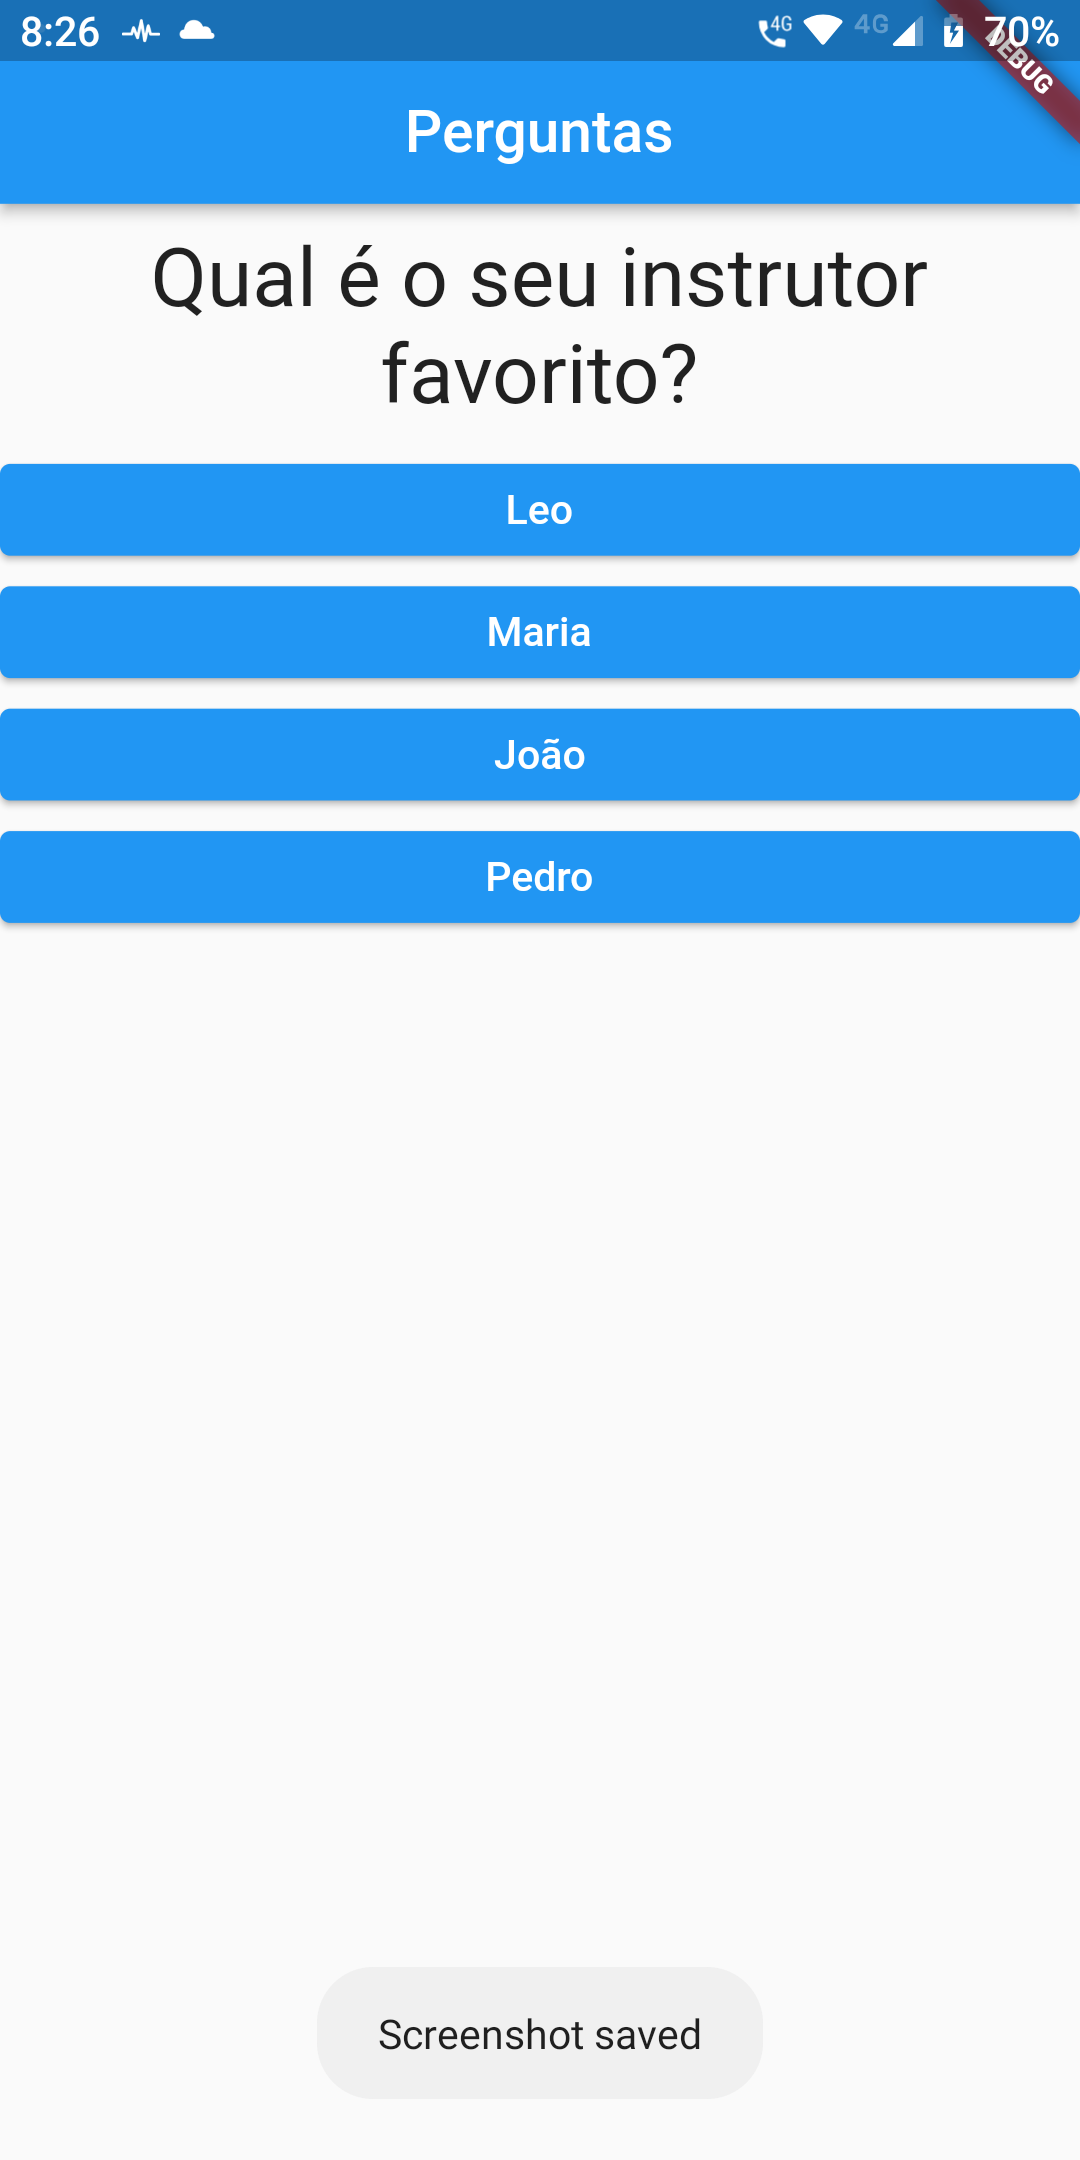 8:26 4G 4G 70%
DEBUG
Perguntas
Qual é o seu instrutor
favorito?
Leo
Maria
João
Pedro
Screenshot saved